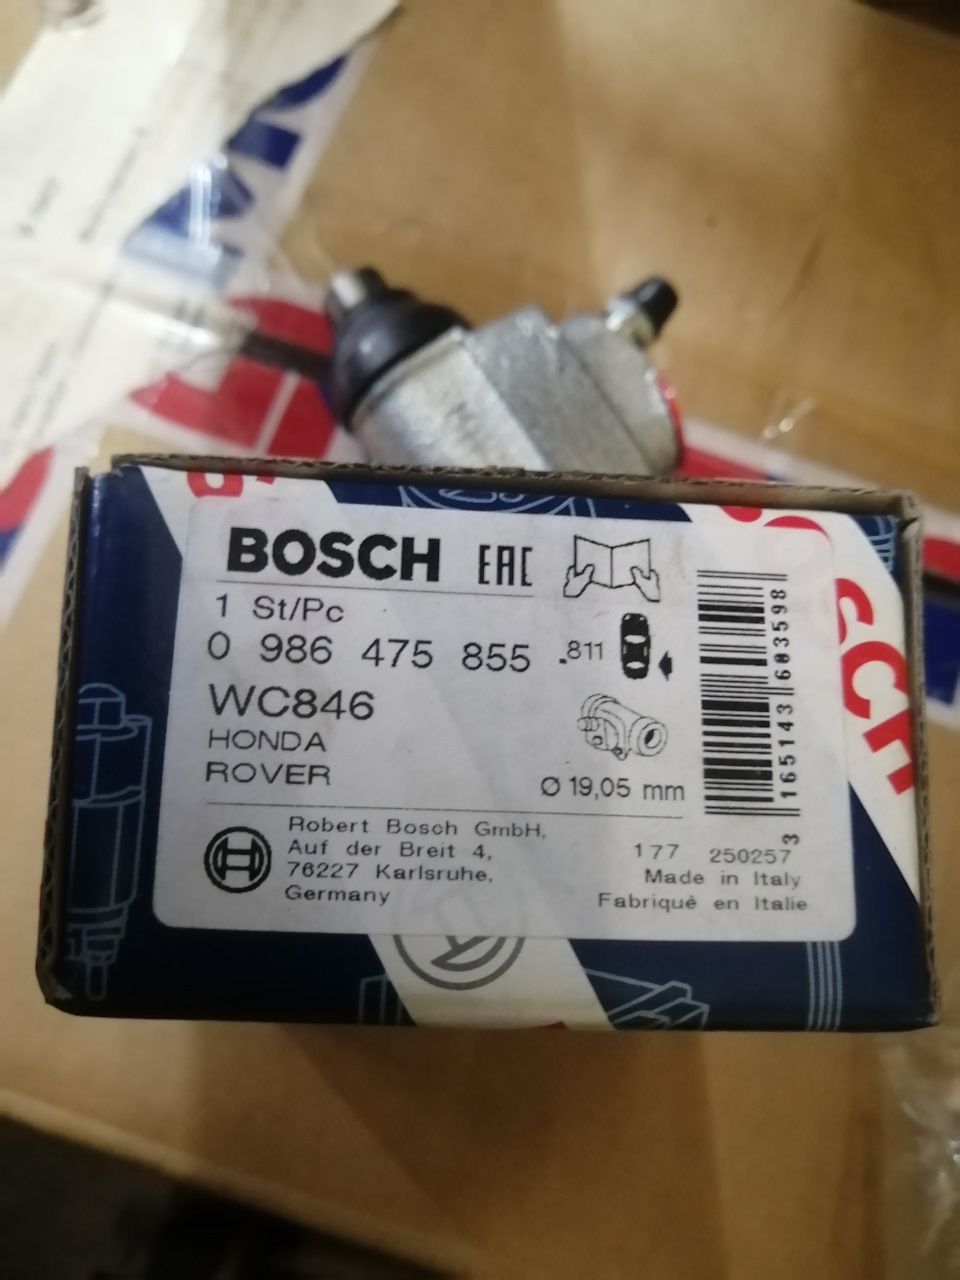 BOSCH EAC
1 St/Pc
0 986 475 855 .811
WC846
HONDA
ROVER
Ø 19,05 mm
Robert Bosch GmbH,
Auf der Breit 4,
76227 Karlsruhe,
Germany
177 250257
Made in Italy
Fabriquè en Italie
3 165143 603598